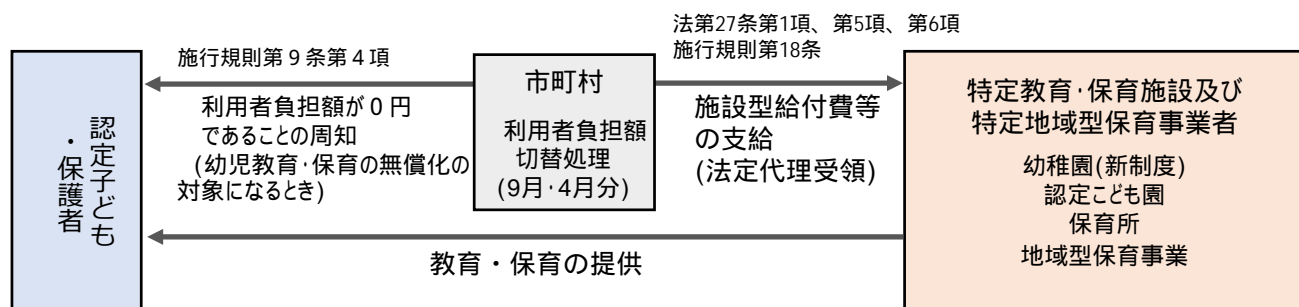 認定子ども
・保護者
施行規則第９条第４項
利用者負担額が０円
であることの周知
(幼児教育･保育の無償化の
対象になるとき)
市町村
利用者負担額
切替処理
(9月･4月分)
法第27条第1項、第5項、第6項
施行規則第18条
施設型給付費等
の支給
(法定代理受領)
特定教育･保育施設及び
特定地域型保育事業者
幼稚園(新制度)
認定こども園
保育所
地域型保育事業
教育・保育の提供